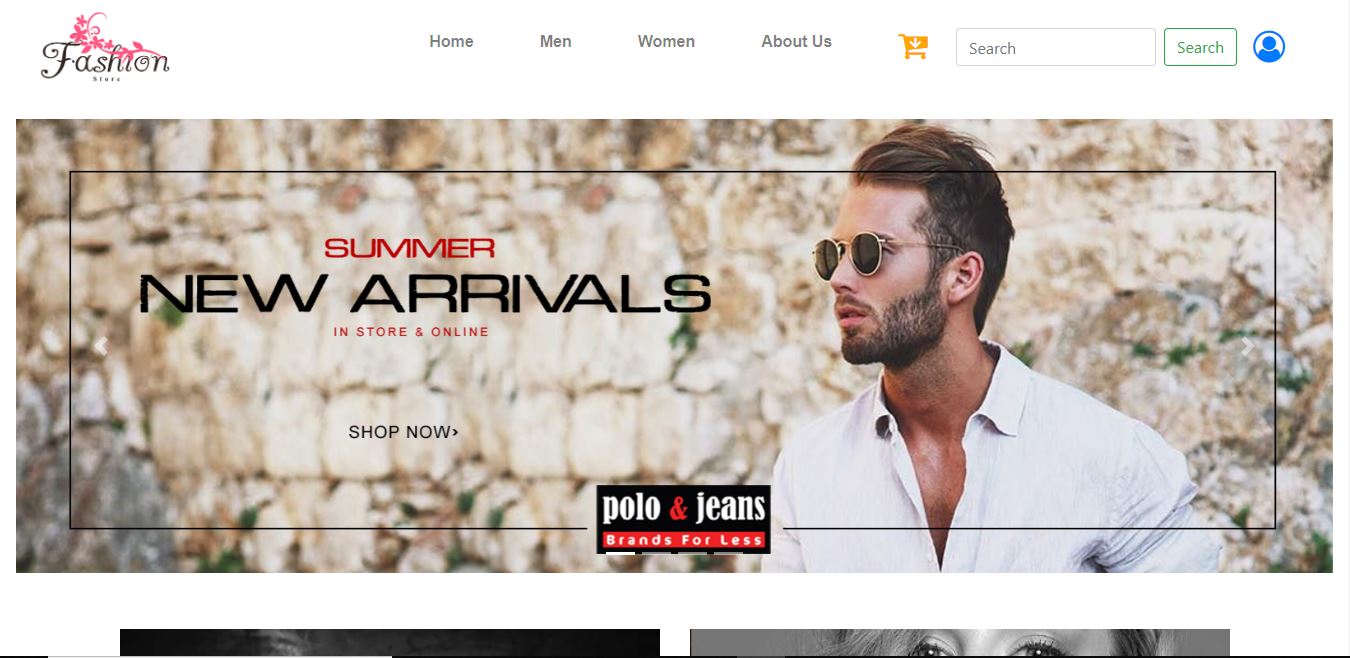 Fashion
Store
Home
Men
Women
About Us
Search
Search
SUMMER
NEW ARRIVALS
IN STORE & ONLINE
SHOP NOW>
polo & jeans
Brands For Less